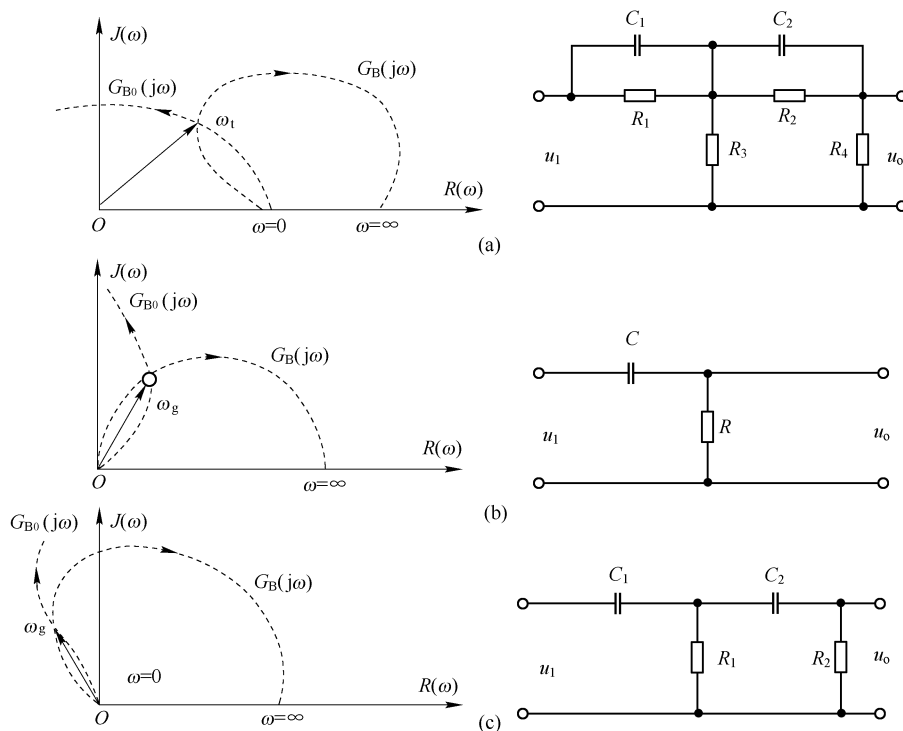 J(ω)
G_B0(jω)
G_B(jω)
ω_t
R(ω)
O
ω=0
ω=∞
C_1
C_2
R_1
R_2
R_3
R_4
u_1
u_o
(a)
J(ω)
G_B0(jω)
G_B(jω)
ω_g
R(ω)
O
ω=∞
C
R
u_1
u_o
(b)
G_B0(jω)
J(ω)
G_B(jω)
ω_g
ω=0
R(ω)
O
ω=∞
C_1
C_2
R_1
R_2
u_1
u_o
(c)